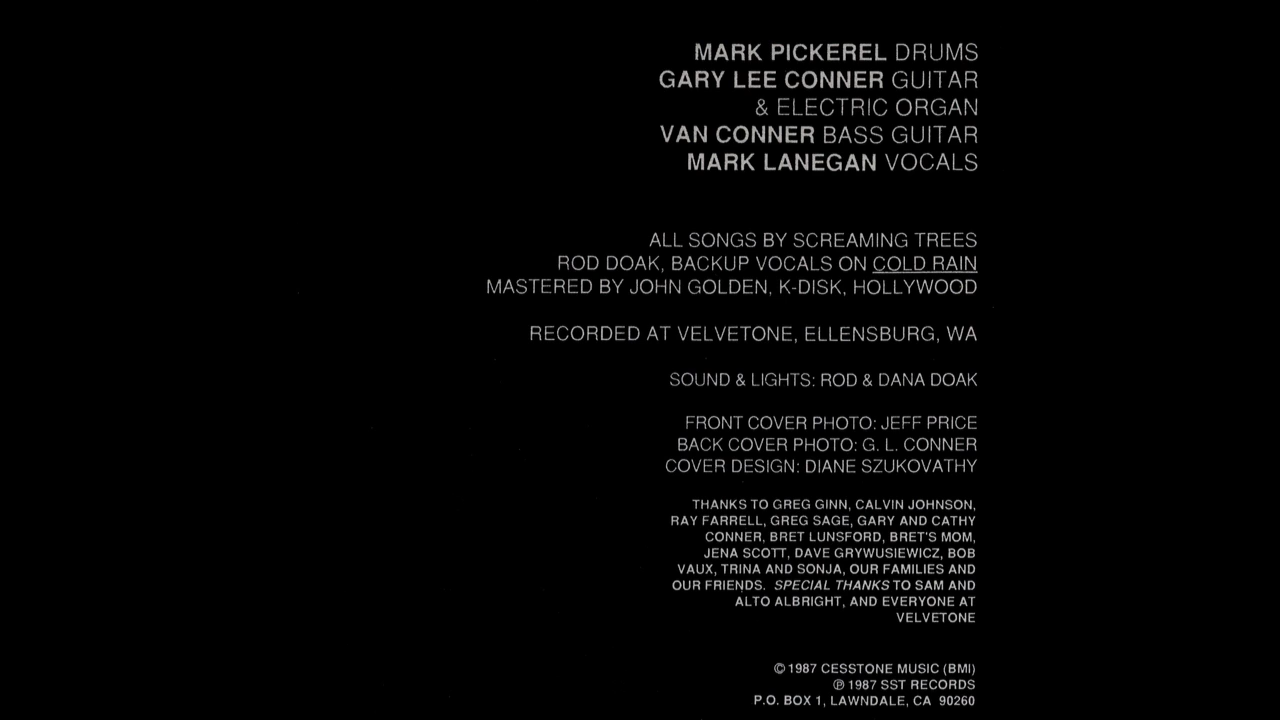 MARK PICKEREL DRUMS
GARY LEE CONNER GUITAR
& ELECTRIC ORGAN
VAN CONNER BASS GUITAR
MARK LANEGAN VOCALS
ALL SONGS BY SCREAMING TREES
ROD DOAK, BACKUP VOCALS ON COLD RAIN
MASTERED BY JOHN GOLDEN, K-DISK, HOLLYWOOD
RECORDED AT VELVETONE, ELLENSBURG, WA
SOUND & LIGHTS: ROD & DANA DOAK
FRONT COVER PHOTO: JEFF PRICE
BACK COVER PHOTO: G. L. CONNER
COVER DESIGN: DIANE SZUKOVATHY
THANKS TO GREG GINN, CALVIN JOHNSON,
RAY FARRELL, GREG SAGE, GARY AND CATHY
CONNER, BRET LUNSFORD, BRET'S MOM,
JENA SCOTT, DAVE GRYWUSIEWICZ, BOB
VAUX, TRINA AND SONJA, OUR FAMILIES AND
OUR FRIENDS. SPECIAL THANKS TO SAM AND
ALTO ALBRIGHT, AND EVERYONE AT
VELVETONE
© 1987 CESSTONE MUSIC (BMI)
℗ 1987 SST RECORDS
P.O. BOX 1, LAWNDALE, CA 90260